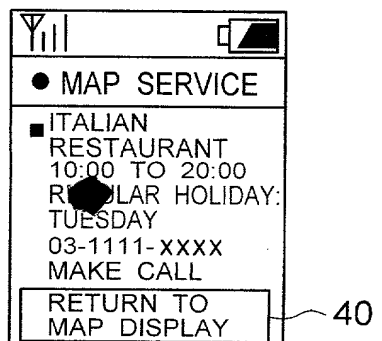 ● MAP SERVICE
■ ITALIAN
RESTAURANT
10:00 TO 20:00
HOLIDAY:
TUESDAY
03-1111-XXXX
MAKE CALL
RETURN TO
MAP DISPLAY
40